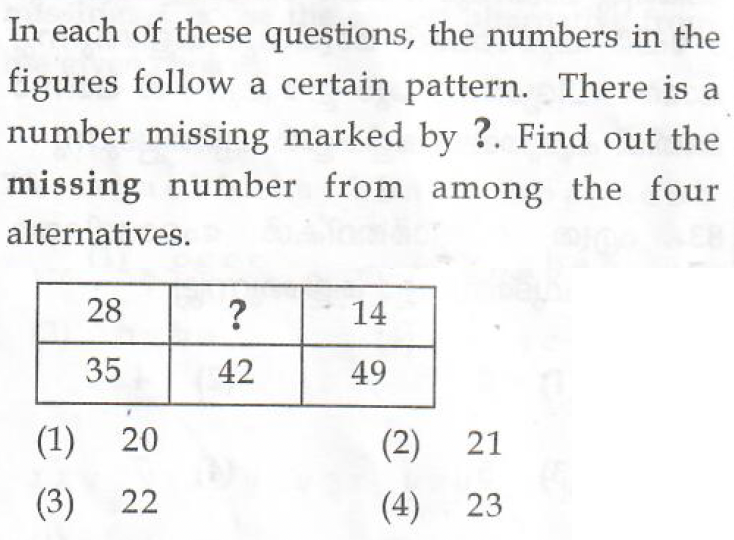 In each of these questions, the numbers in the
figures follow a certain pattern. There is a
number missing marked by ?. Find out the
missing number from among the four
alternatives.
28 ? 14
35 42 49
(1) 20 (2) 21
(3) 22 (4) 23